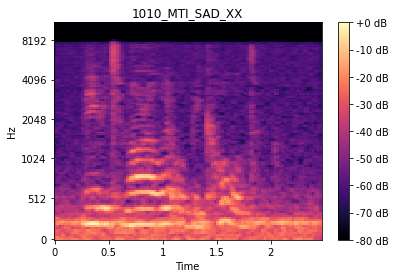 1010_MTI_SAD_XX
+0 dB
8192
-10 dB
4096
-20 dB
-30 dB
2048
Hz
-40 dB
1024
-50 dB
512
-60 dB
-70 dB
0
-80 dB
0 0.5 1 1.5 2
Time